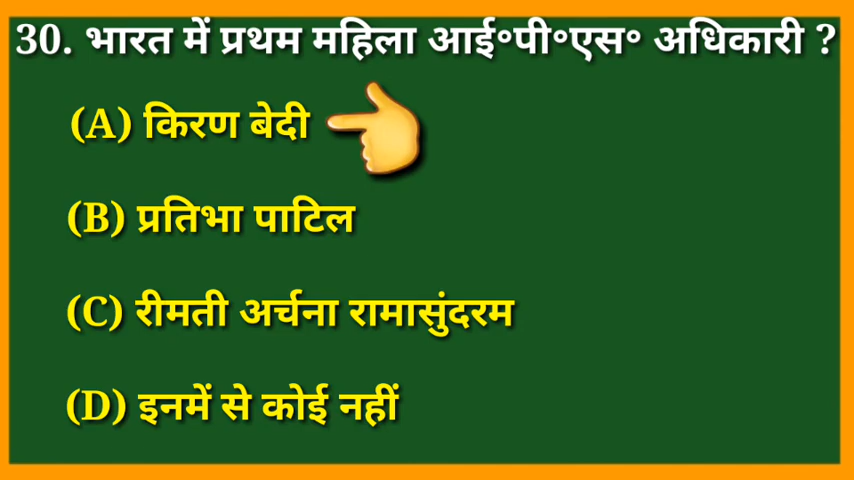 30. भारत में प्रथम महिला आई॰पी॰एस॰ अधिकारी ?
(A) किरण बेदी
(B) प्रतिभा पाटिल
(C) रीमती अर्चना रामासुंदरम
(D) इनमें से कोई नहीं